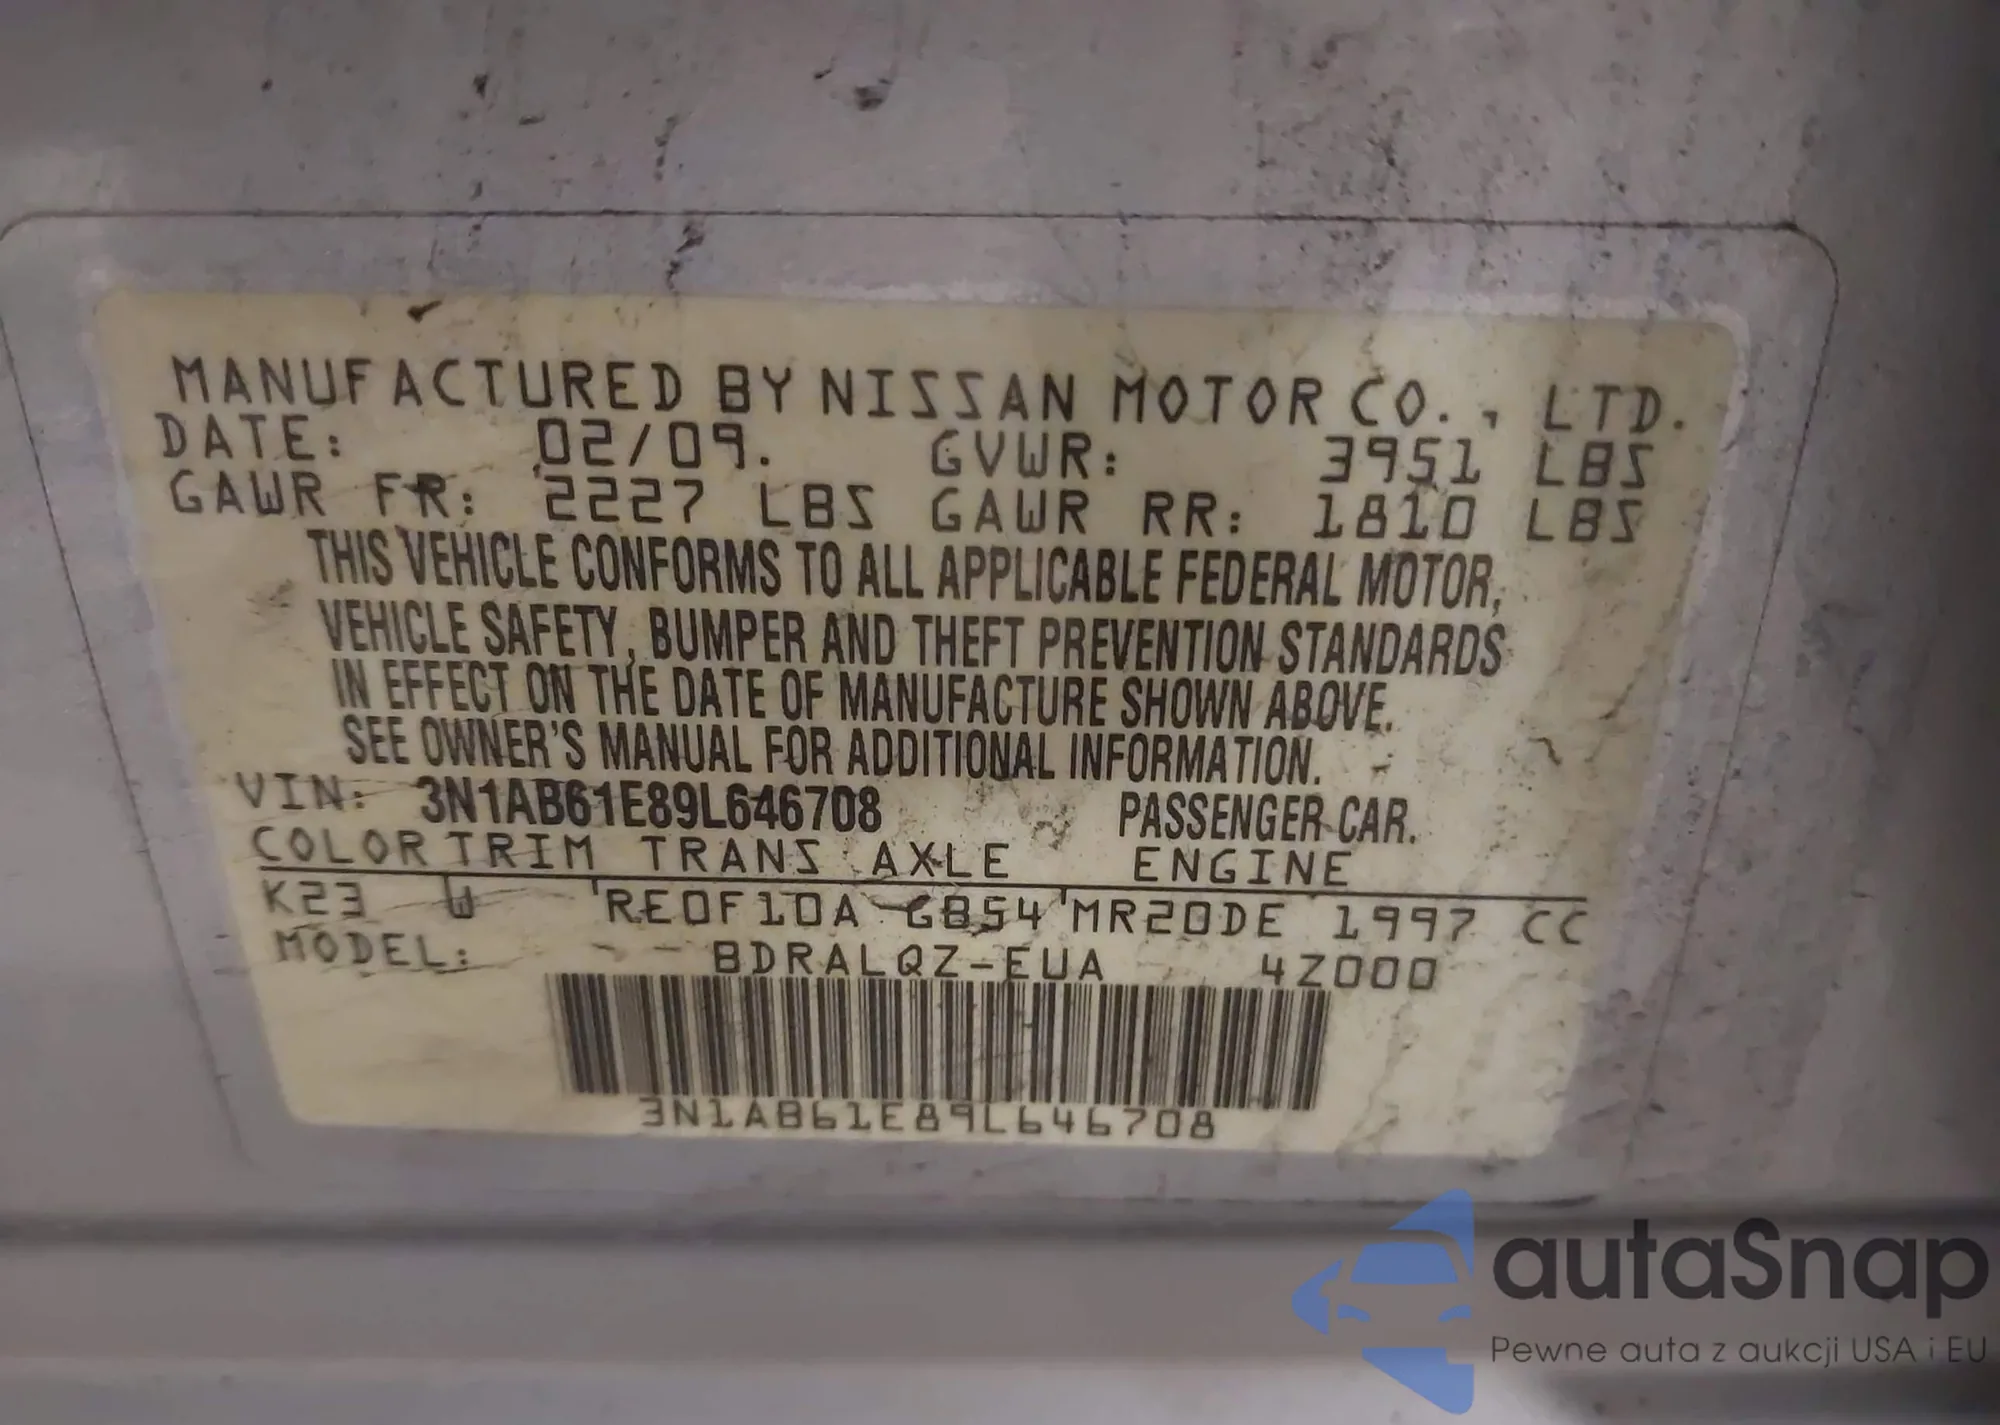 MANUFACTURED BY NISSAN MOTOR CO., LTD.
DATE: 02/09. GVWR: 3951 LBS
GAWR FR: 2227 LBS GAWR RR: 1810 LBS
THIS VEHICLE CONFORMS TO ALL APPLICABLE FEDERAL MOTOR,
VEHICLE SAFETY, BUMPER AND THEFT PREVENTION STANDARDS
IN EFFECT ON THE DATE OF MANUFACTURE SHOWN ABOVE.
SEE OWNER'S MANUAL FOR ADDITIONAL INFORMATION.
VIN: 3N1AB61E89L646708 PASSENGER CAR.
COLOR TRIM TRANS AXLE ENGINE
K23 W RE0F10A GB54 MR20DE 1997 CC
MODEL: BDRALQZ-EUA 4Z000
3N1AB61E89L646708
autaSnap
Pewne auta z aukcji USA i EU